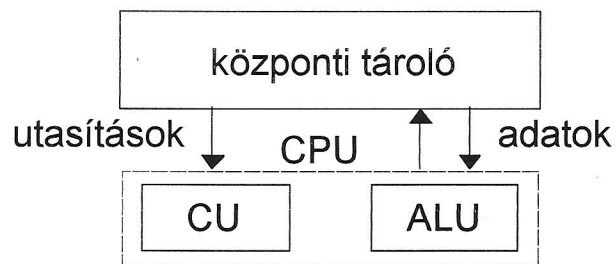 központi tároló
utasítások
adatok
CPU
CU
ALU